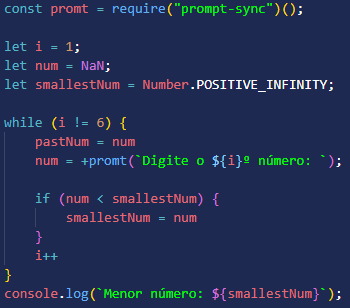 const promt = require("prompt-sync")();
let i = 1;
let num = NaN;
let smallestNum = Number.POSITIVE_INFINITY;
while (i != 6) {
pastNum = num
num = +promt(`Digite o ${i}º número: `);
if (num < smallestNum) {
smallestNum = num
}
i++
}
console.log(`Menor número: ${smallestNum}`);